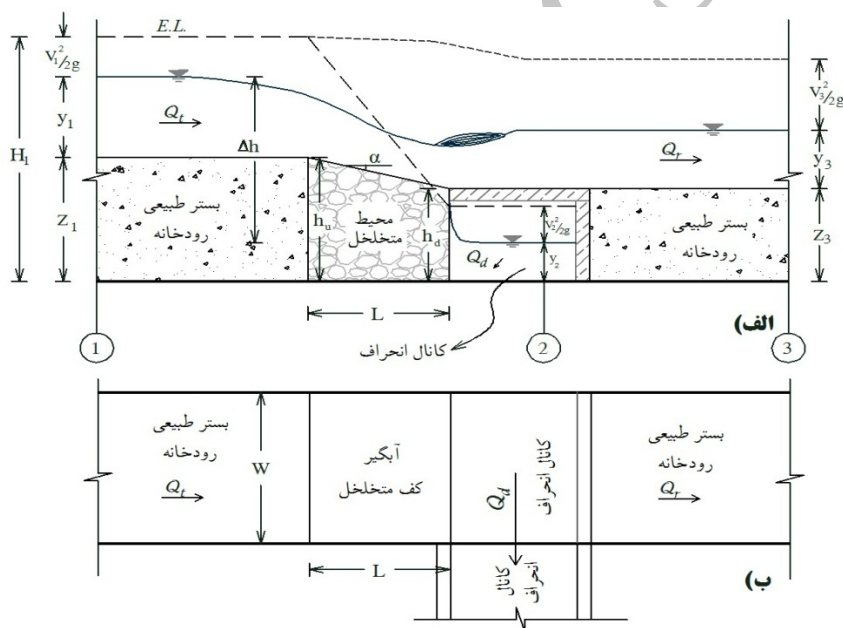 E.L.
V₁²/2g
y₁
H₁
Z₁
Q_t
Δh
α
h_u
h_d
بستر طبیعی
رودخانه
محیط
متخلخل
V₂²/2g
Q_d
y₂
بستر طبیعی
رودخانه
Q_r
V₃²/2g
y₃
Z₃
L
کانال انحراف
1
2
3
الف)
بستر طبیعی
رودخانه
Q_t
W
آبگیر
کف متخلخل
Q_d
کانال انحراف
بستر طبیعی
رودخانه
Q_r
L
کانال
انحراف
ب)